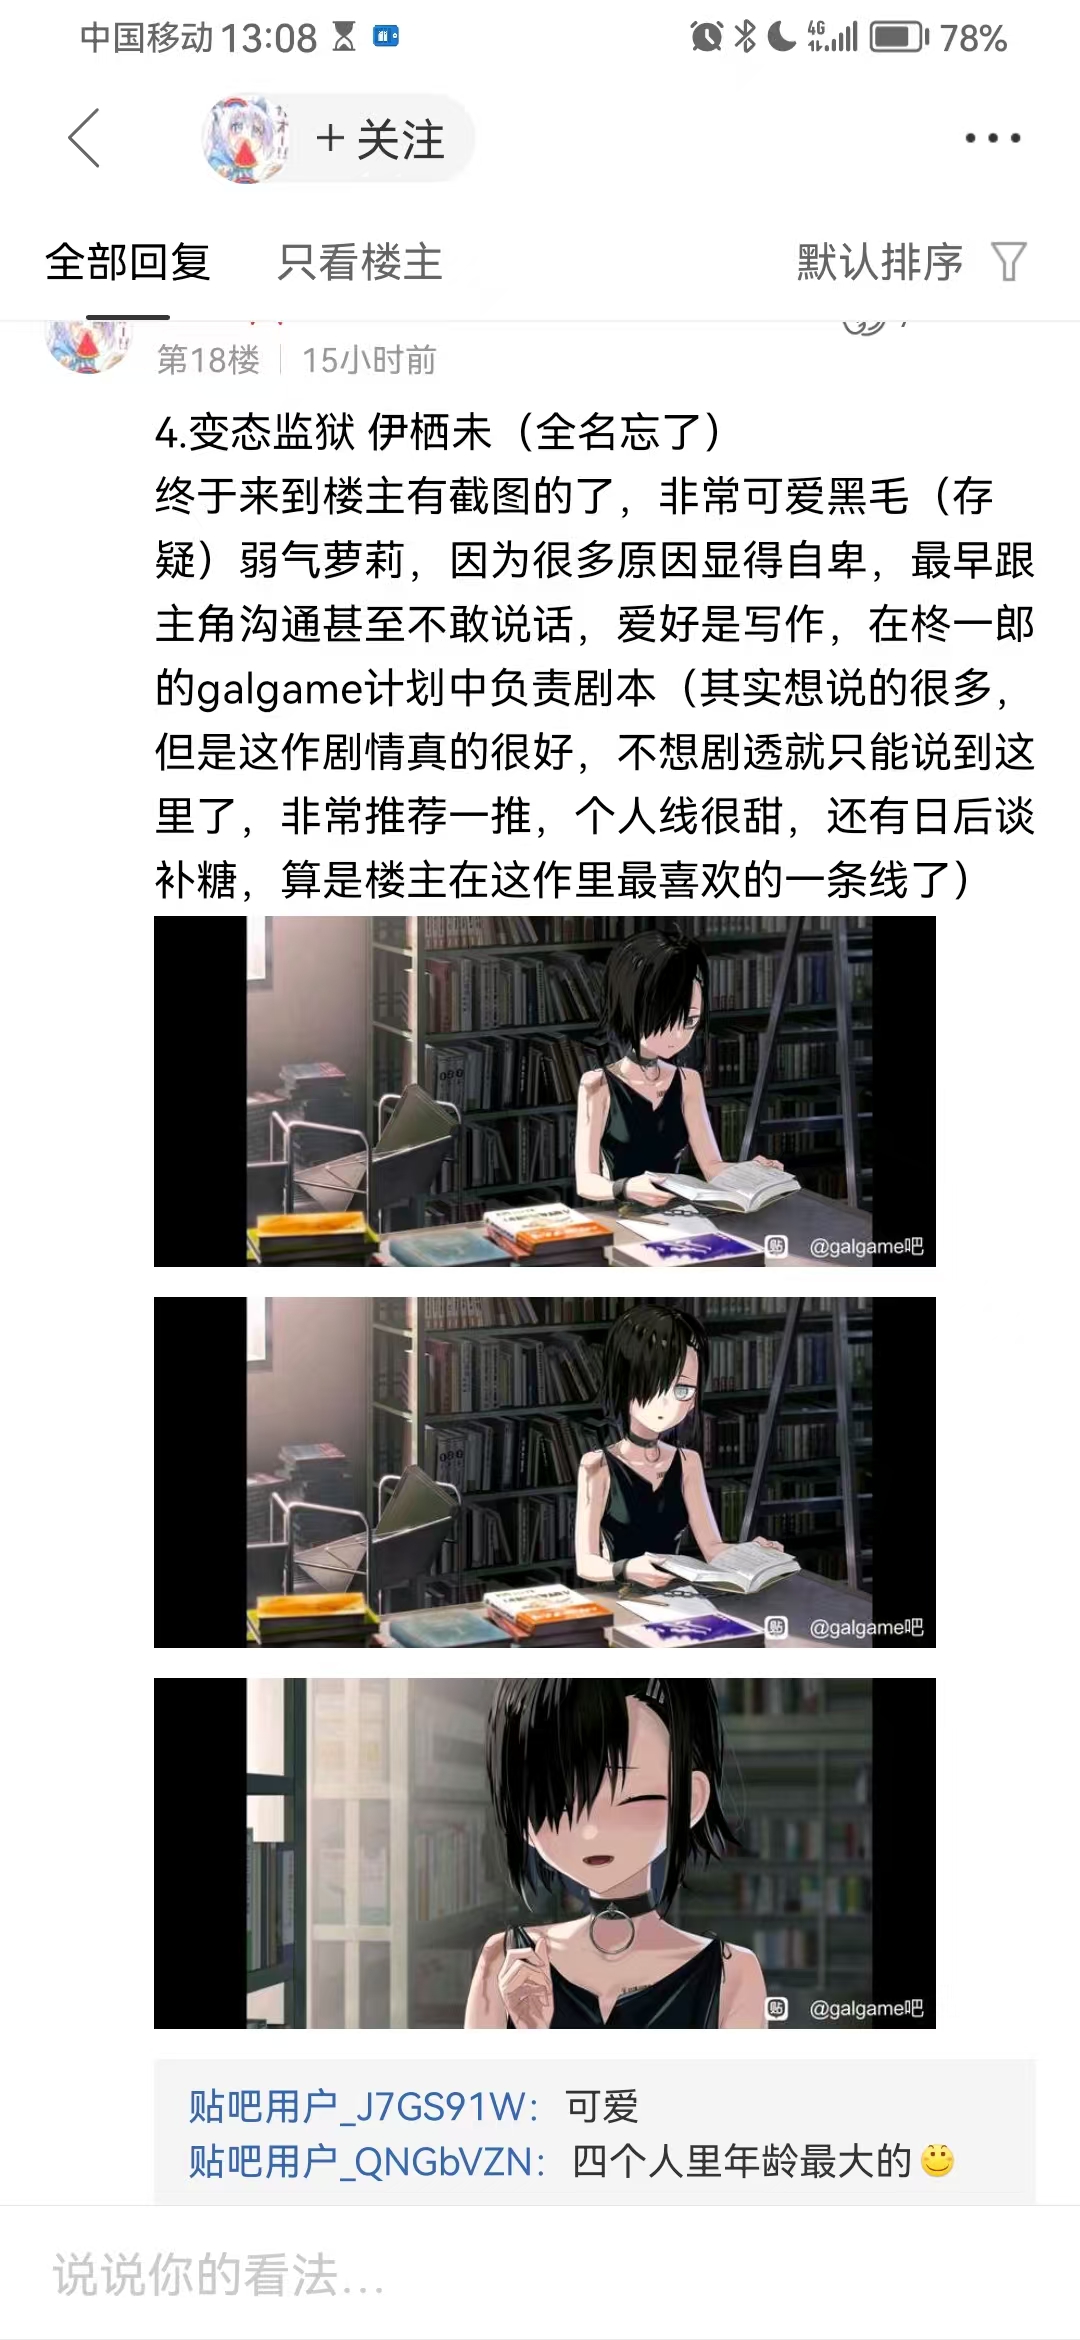 中国移动 13:08 4G 78%
+ 关注
全部回复 只看楼主 默认排序
第18楼 15小时前
4.变态监狱 伊栖未（全名忘了）
终于来到楼主有截图的了，非常可爱黑毛（存
疑）弱气萝莉，因为很多原因显得自卑，最早跟
主角沟通甚至不敢说话，爱好是写作，在柊一郎
的galgame计划中负责剧本（其实想说的很多，
但是这作剧情真的很好，不想剧透就只能说到这
里了，非常推荐一推，个人线很甜，还有日后谈
补糖，算是楼主在这作里最喜欢的一条线了）
贴 @galgame吧
贴 @galgame吧
贴 @galgame吧
贴吧用户_J7GS91W：可爱
贴吧用户_QNGbVZN：四个人里年龄最大的
说说你的看法...